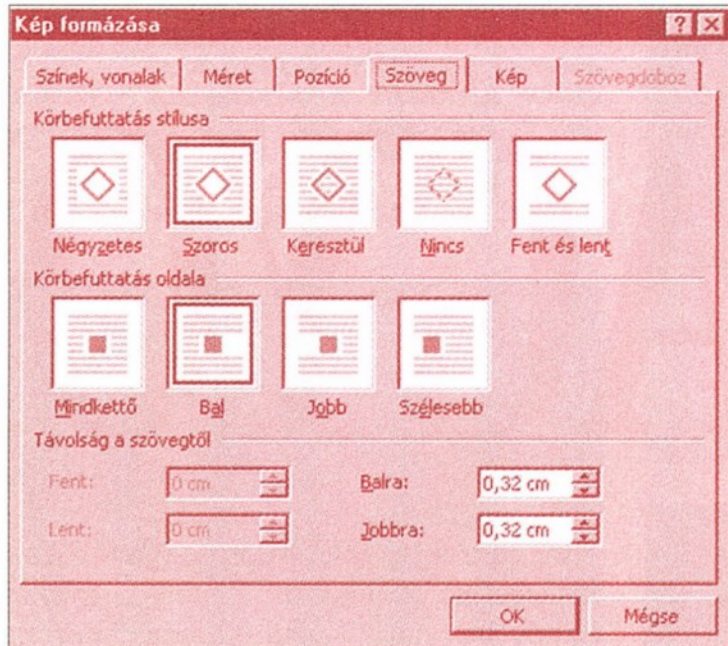 Kép formázása
Színek, vonalak Méret Pozíció Szöveg Kép Szövegdoboz
Körbefuttatás stílusa
Négyzetes Szoros Keresztül Nincs Fent és lent
Körbefuttatás oldala
Mindkettő Bal Jobb Szélesebb
Távolság a szövegtől
Fent: 0 cm Balra: 0,32 cm
Lent: 0 cm Jobbra: 0,32 cm
OK Mégse